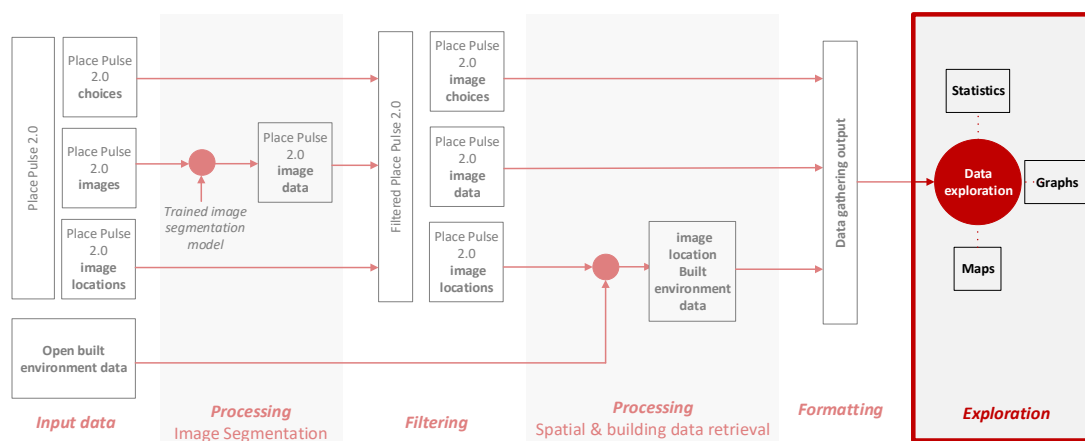 Place Pulse 2.0
Place Pulse
2.0
choices
Place Pulse
2.0
images
Place Pulse
2.0
image
locations
Open built
environment data
Trained image
segmentation
model
Place Pulse
2.0
image
data
Filtered Place Pulse 2.0
Place Pulse
2.0
image
choices
Place Pulse
2.0
image
data
Place Pulse
2.0
image
locations
image
location
Built
environment
data
Data gathering output
Statistics
Data
exploration
Graphs
Maps
Input data
Processing
Image Segmentation
Filtering
Processing
Spatial & building data retrieval
Formatting
Exploration